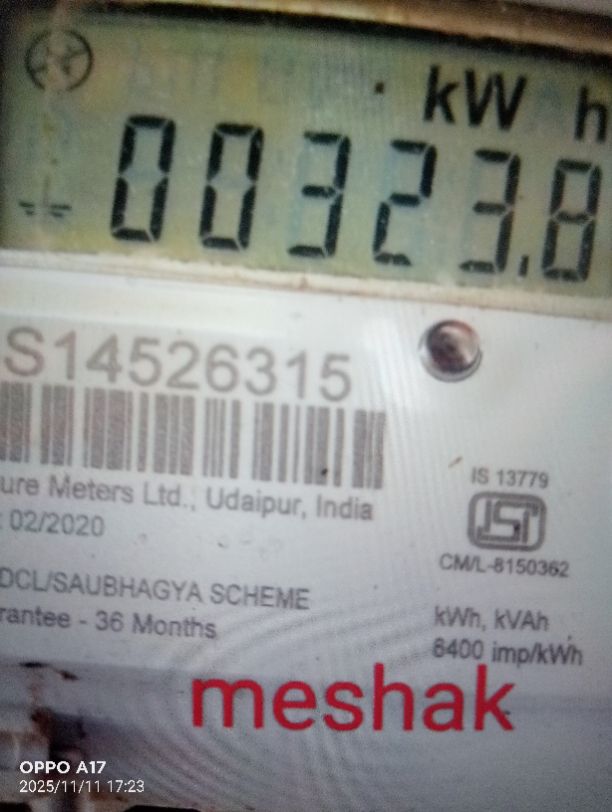 kW h
00323.8
S14526315
ure Meters Ltd., Udaipur, India
: 02/2020
DCL/SAUBHAGYA SCHEME
rantee - 36 Months
IS 13779
ISI
CM/L-8150362
kWh, kVAh
6400 imp/kWh
meshak
OPPO A17
2025/11/11 17:23